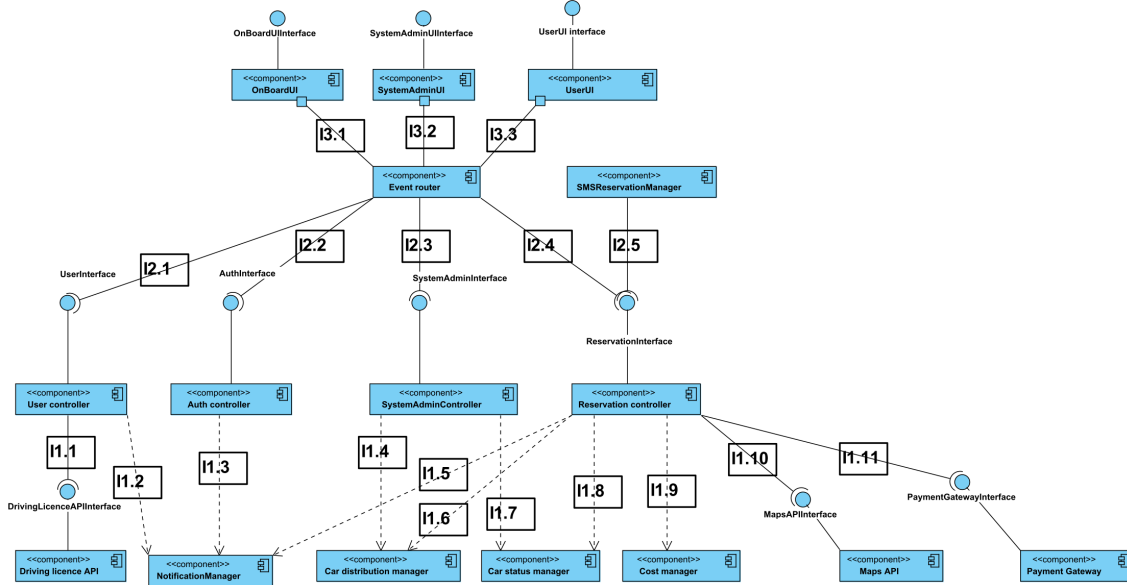 OnBoardUIInterface
SystemAdminUIInterface
UserUI interface
<<component>>
OnBoardUI
<<component>>
SystemAdminUI
<<component>>
UserUI
I3.1
I3.2
I3.3
<<component>>
Event router
<<component>>
SMSReservationManager
I2.1
I2.2
I2.3
I2.4
I2.5
UserInterface
AuthInterface
SystemAdminInterface
ReservationInterface
<<component>>
User controller
<<component>>
Auth controller
<<component>>
SystemAdminController
<<component>>
Reservation controller
I1.1
I1.2
I1.3
I1.4
I1.5
I1.6
I1.7
I1.8
I1.9
I1.10
I1.11
DrivingLicenceAPIInterface
MapsAPIInterface
PaymentGatewayInterface
<<component>>
Driving licence API
<<component>>
NotificationManager
<<component>>
Car distribution manager
<<component>>
Car status manager
<<component>>
Cost manager
<<component>>
Maps API
<<component>>
Payment Gateway